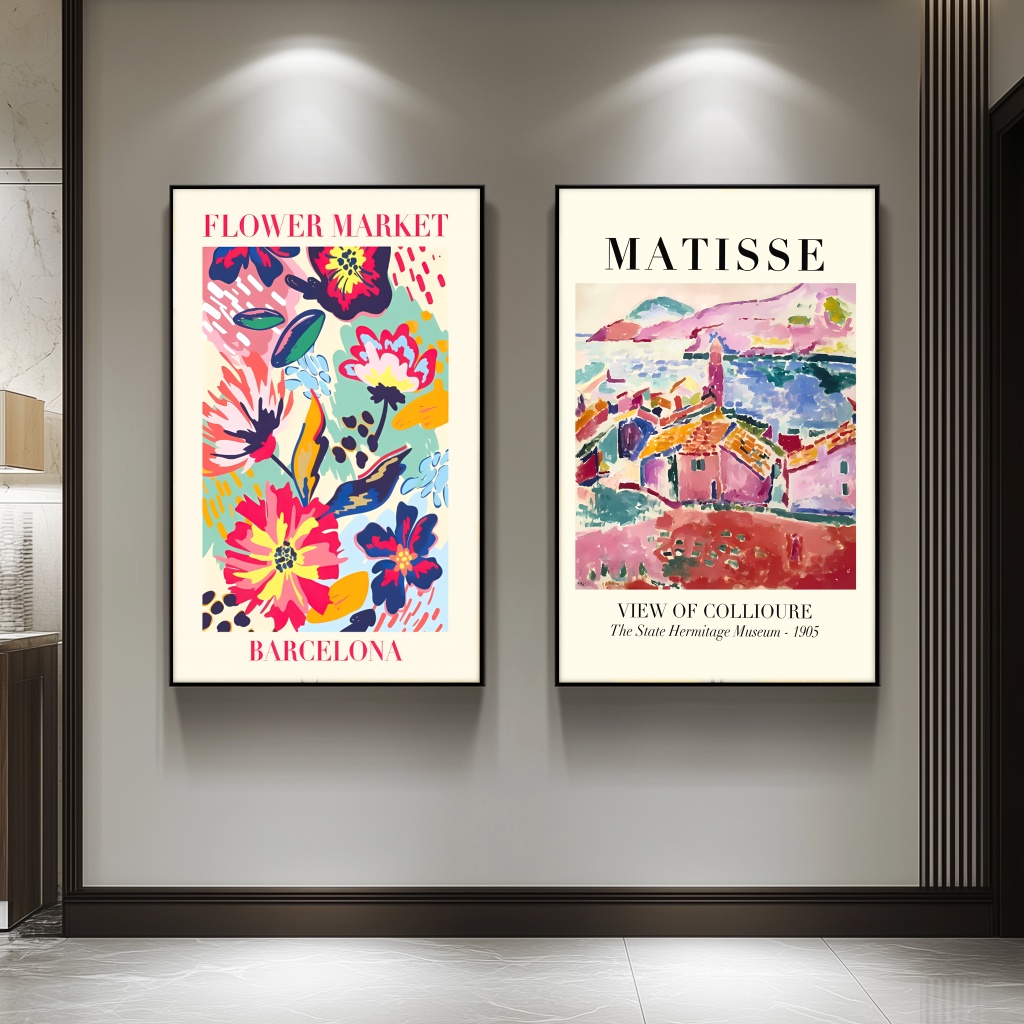 FLOWER MARKET
BARCELONA
MATISSE
VIEW OF COLLIOURE
The State Hermitage Museum - 1905